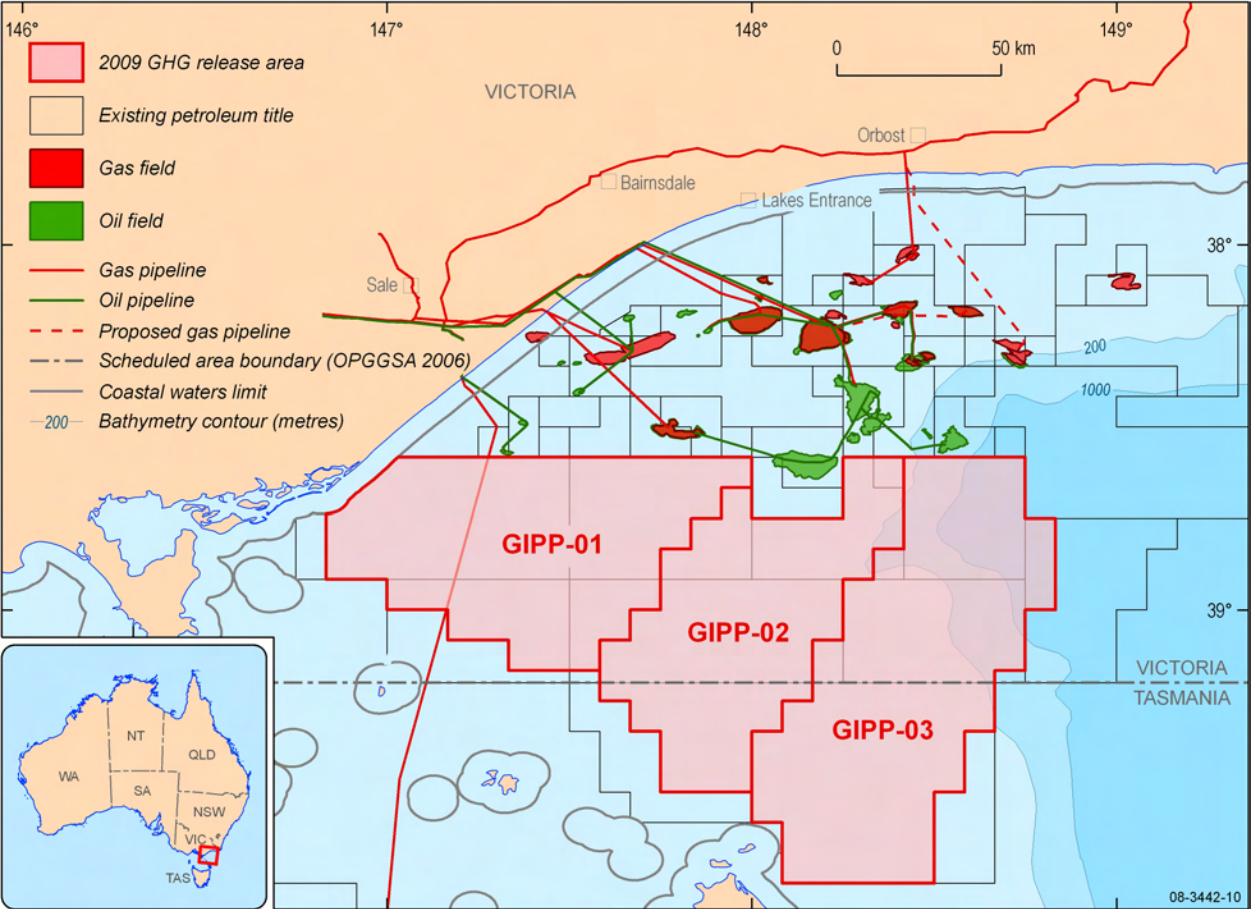 146°
147°
148°
149°
0
50 km
2009 GHG release area
Existing petroleum title
Gas field
Oil field
Gas pipeline
Oil pipeline
Proposed gas pipeline
Scheduled area boundary (OPGGSA 2006)
Coastal waters limit
200
Bathymetry contour (metres)
VICTORIA
Orbost
Bairnsdale
Lakes Entrance
Sale
38°
200
1000
GIPP-01
39°
GIPP-02
VICTORIA
TASMANIA
GIPP-03
NT
QLD
WA
SA
NSW
VIC
TAS
08-3442-10